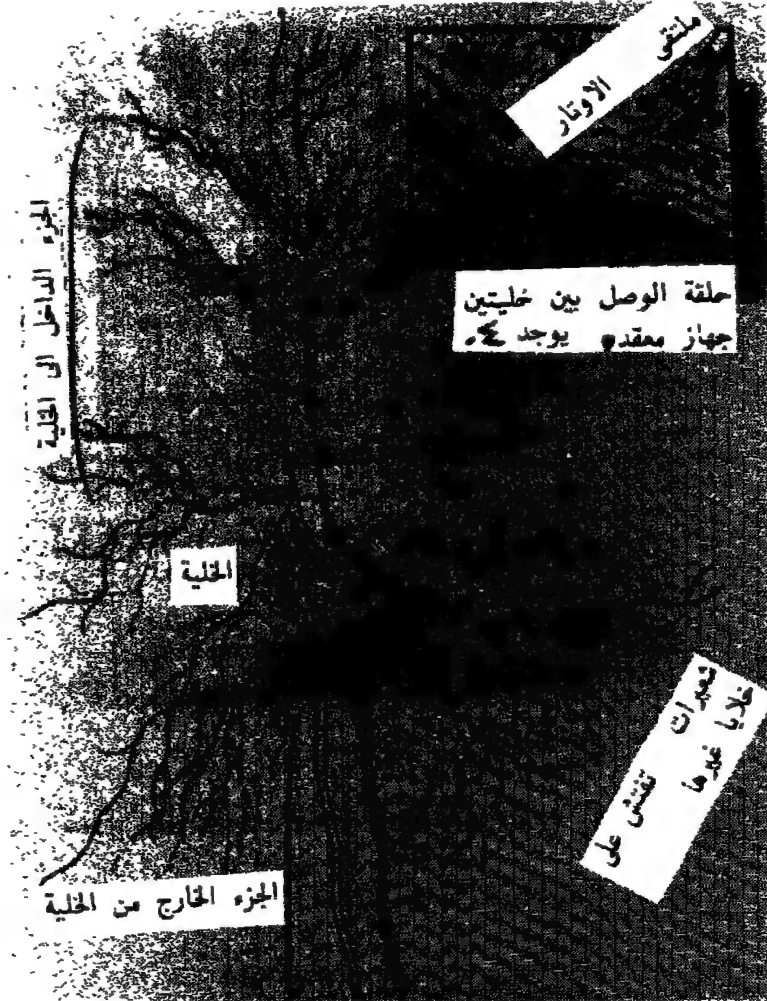 ملتقى الاوتار
حلقة الوصل بين خليتين
جهاز معقد يوجد
الجزء الداخل الى الخلية
الخلية
شعيرات تفتش على
خلايا غيرها
الجزء الخارج من الخلية